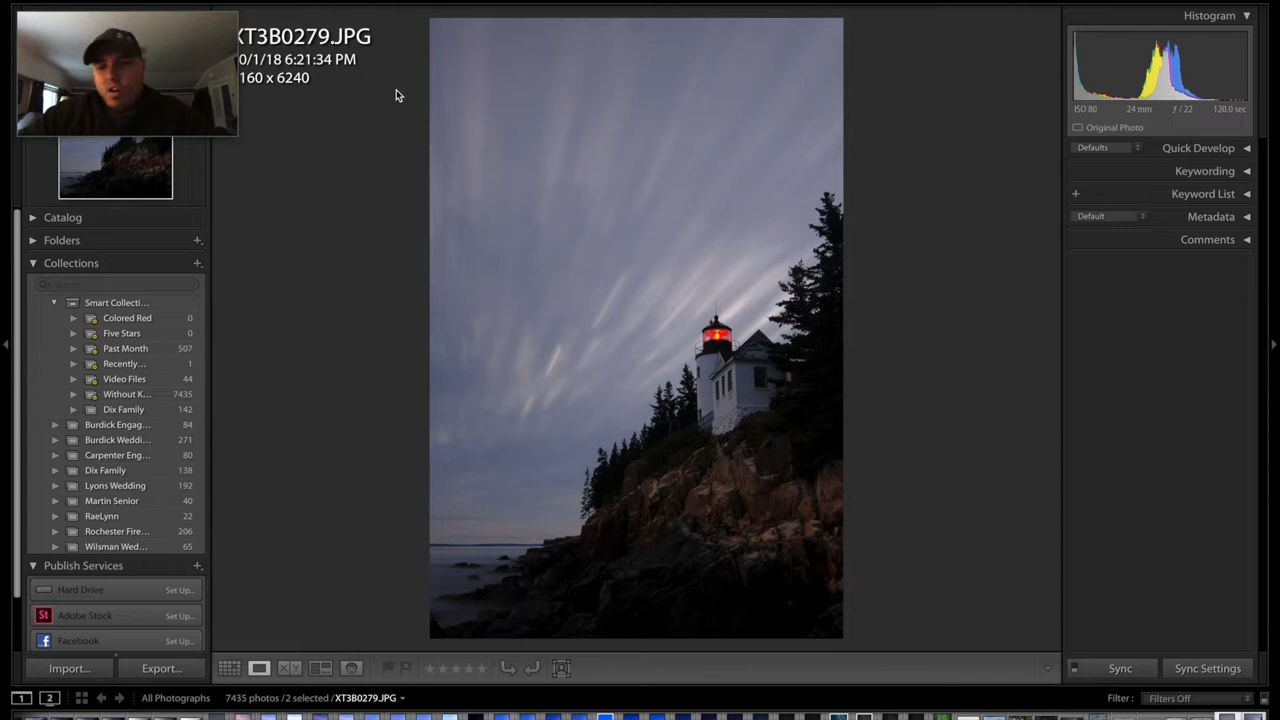 XT3B0279.JPG
0/1/18 6:21:34 PM
160 x 6240
Histogram
ISO 80
24 mm
ƒ / 22
120.0 sec
Original Photo
Defaults
Quick Develop
Keywording
Keyword List
Default
Metadata
Comments
Catalog
Folders
Collections
Search
Smart Collecti...
Colored Red 0
Five Stars 0
Past Month 507
Recently... 1
Video Files 44
Without K... 7435
Dix Family 142
Burdick Engag... 84
Burdick Weddi... 271
Carpenter Eng... 80
Dix Family 138
Lyons Wedding 192
Martin Senior 40
RaeLynn 22
Rochester Fire... 206
Wilsman Wed... 65
Publish Services
Hard Drive Set Up...
St Adobe Stock Set Up...
f Facebook Set Up...
Import... Export...
X Y
Sync Sync Settings
1 2 All Photographs 7435 photos / 2 selected / XT3B0279.JPG
Filter: Filters Off